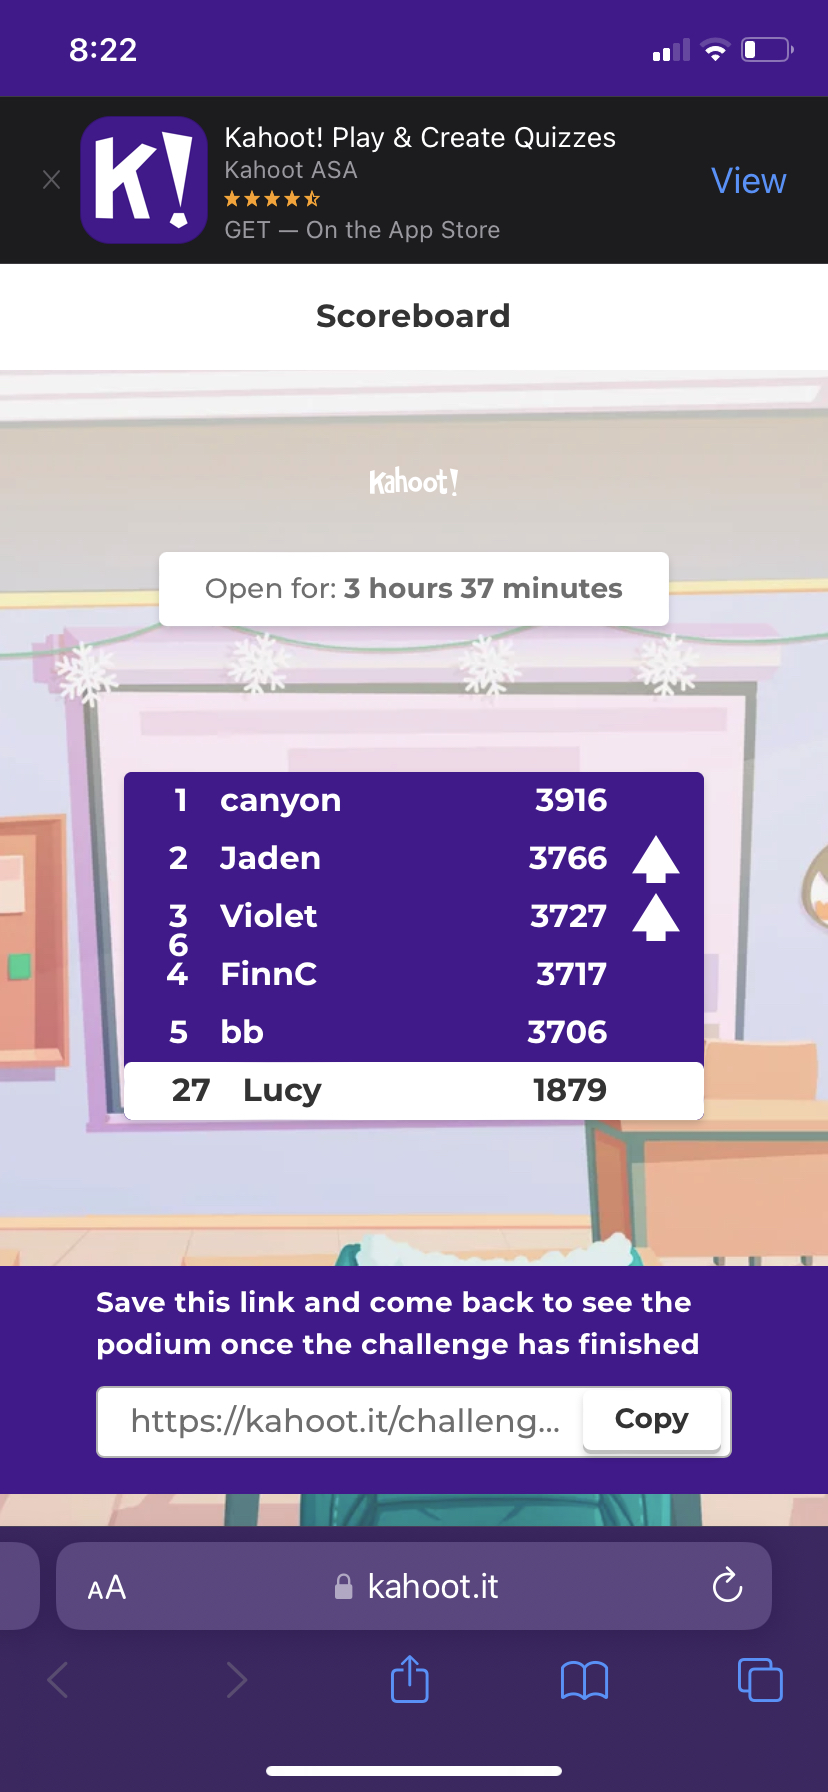 8:22
K!
Kahoot! Play & Create Quizzes
Kahoot ASA
GET — On the App Store
View
Scoreboard
Kahoot!
Open for: 3 hours 37 minutes
1 canyon 3916
2 Jaden 3766
3 Violet 3727
6
4 FinnC 3717
5 bb 3706
27 Lucy 1879
Save this link and come back to see the
podium once the challenge has finished
https://kahoot.it/challeng... Copy
AA kahoot.it